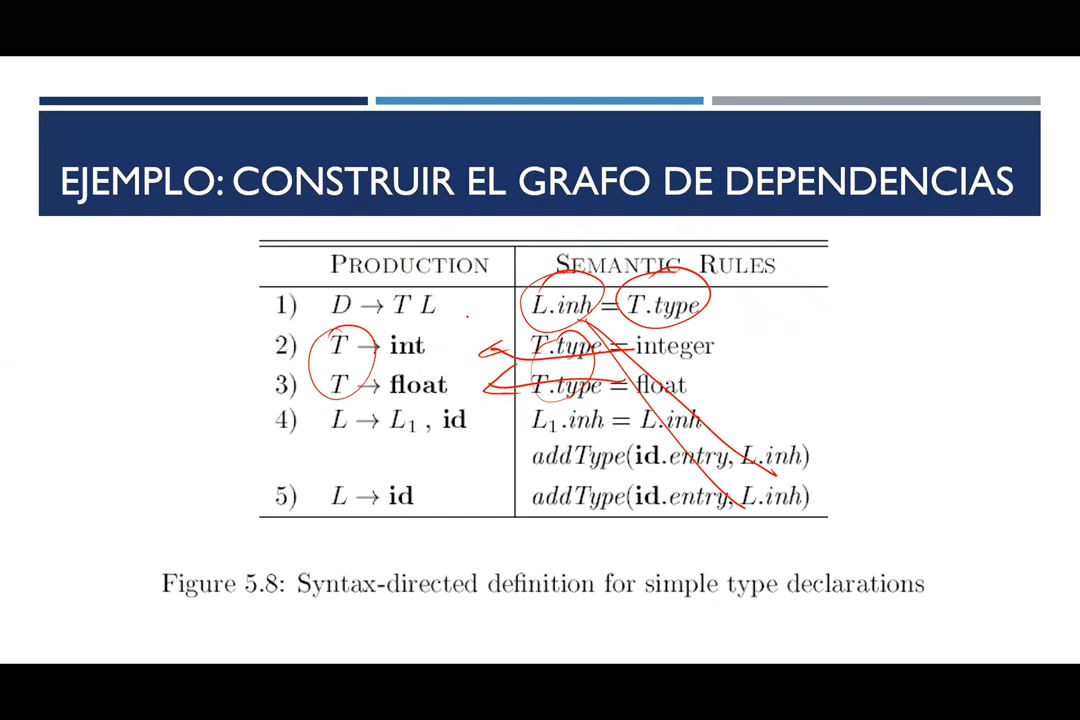 EJEMPLO: CONSTRUIR EL GRAFO DE DEPENDENCIAS
PRODUCTION SEMANTIC RULES
1) D → T L L.inh = T.type
2) T → int T.type = integer
3) T → float T.type = float
4) L → L₁ , id L₁.inh = L.inh
addType(id.entry, L.inh)
5) L → id addType(id.entry, L.inh)
Figure 5.8: Syntax-directed definition for simple type declarations